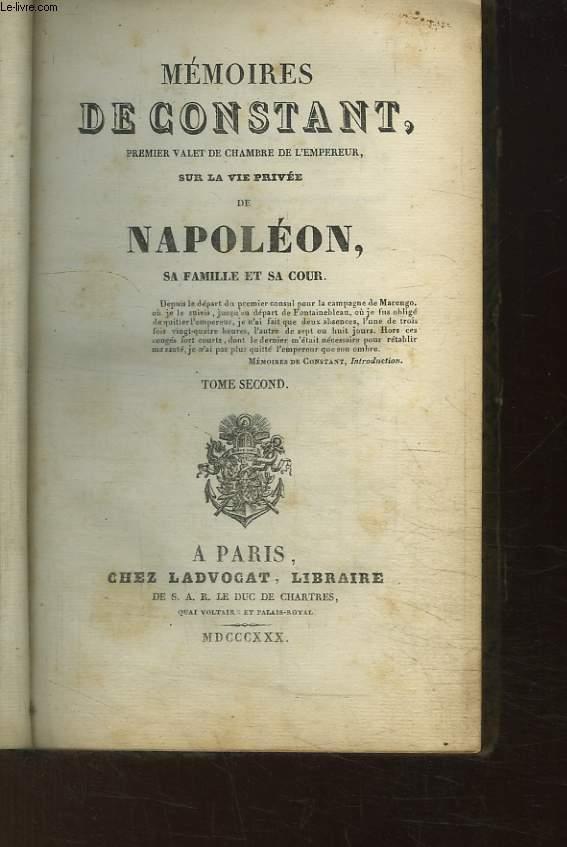 Le-livre.com
MÉMOIRES
DE CONSTANT,
PREMIER VALET DE CHAMBRE DE L'EMPEREUR,
SUR LA VIE PRIVÉE
DE
NAPOLÉON,
SA FAMILLE ET SA COUR.
Depuis le départ du premier consul pour la campagne de Marengo,
où je le suivis, jusqu'au départ de Fontainebleau, où je fus obligé
de quitter l'empereur, je n'ai fait que deux absences, l'une de trois
fois vingt-quatre heures, l'autre de sept ou huit jours. Hors ces
congés fort courts, dont le dernier m'était nécessaire pour rétablir
ma santé, je n'ai pas plus quitté l'empereur que son ombre.
MÉMOIRES DE CONSTANT, Introduction.
TOME SECOND.
A PARIS,
CHEZ LADVOCAT, LIBRAIRE
DE S. A. R. LE DUC DE CHARTRES,
QUAI VOLTAIRE ET PALAIS-ROYAL
MDCCCXXX.